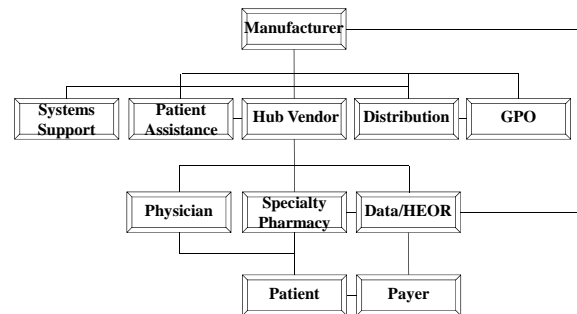 Manufacturer
Systems
Support
Patient
Assistance
Hub Vendor
Distribution
GPO
Physician
Specialty
Pharmacy
Data/HEOR
Patient
Payer